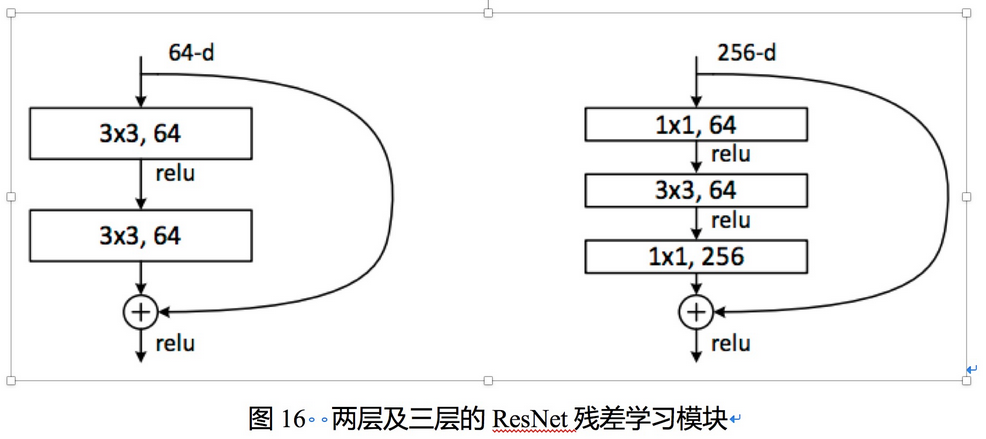 64-d
3x3, 64
relu
3x3, 64
relu
256-d
1x1, 64
relu
3x3, 64
relu
1x1, 256
relu
图 16 两层及三层的 ResNet 残差学习模块